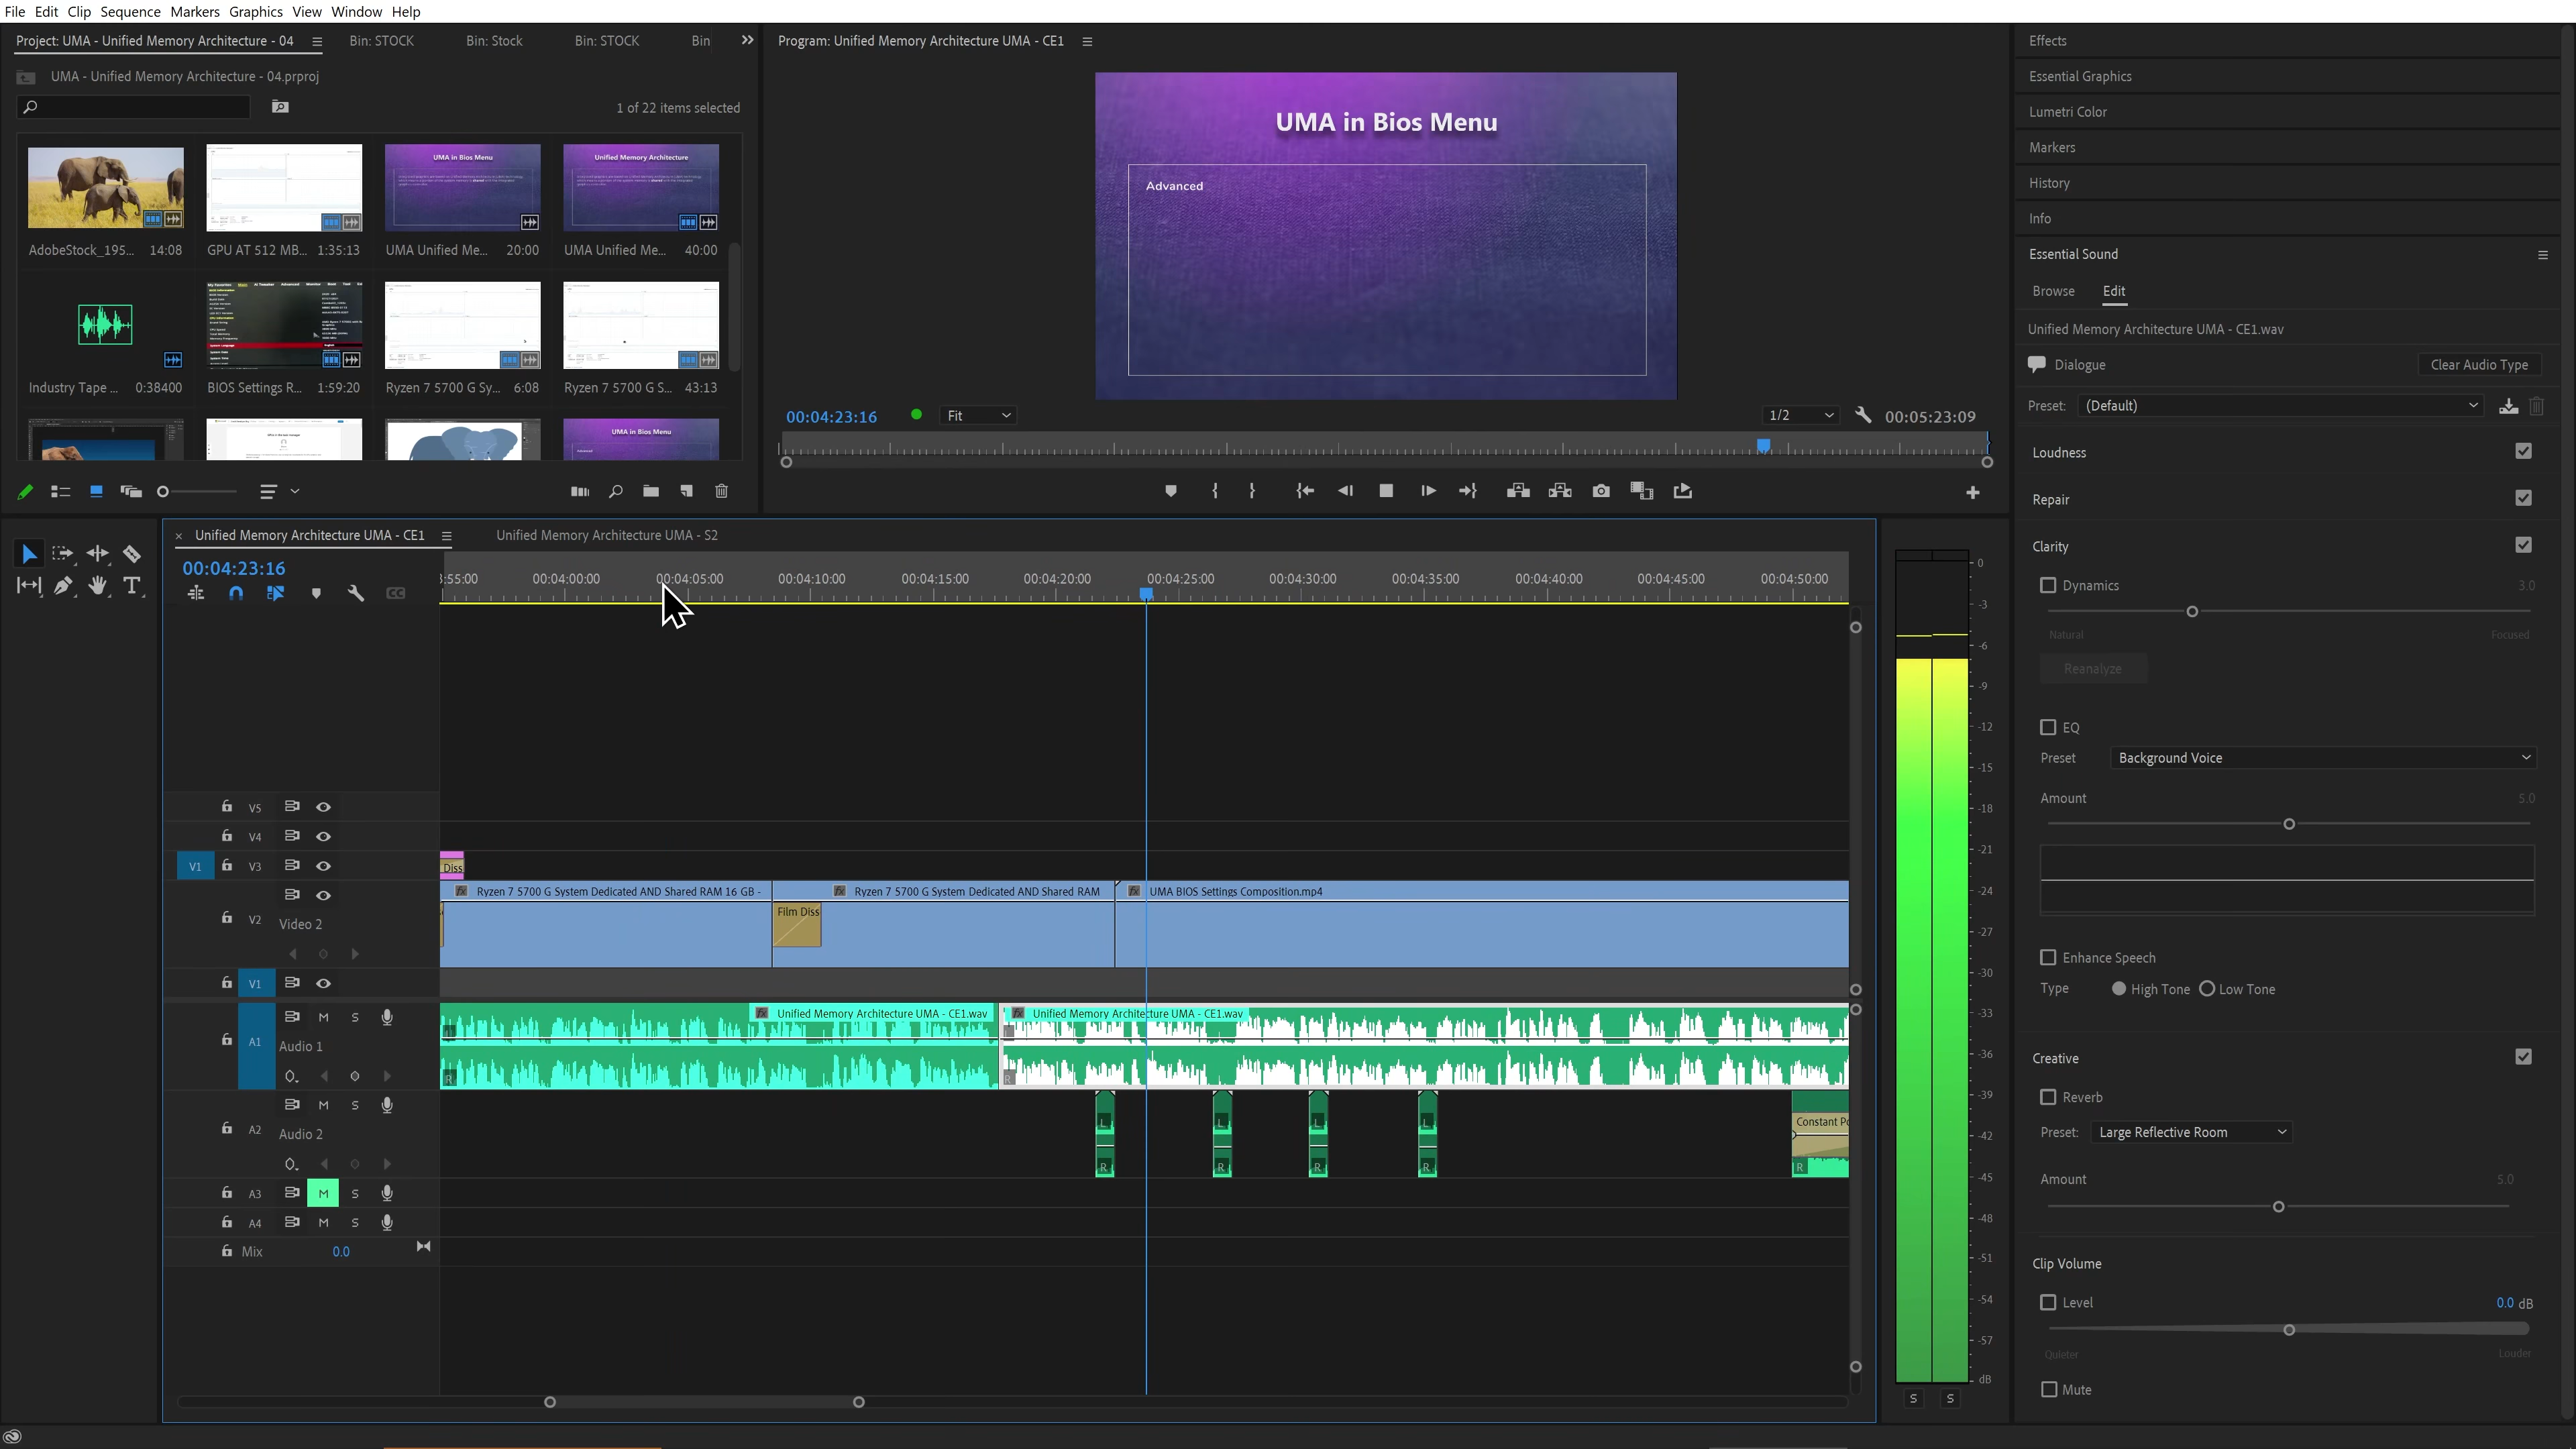 File Edit Clip Sequence Markers Graphics View Window Help
Project: UMA - Unified Memory Architecture - 04
Bin: STOCK
Bin: Stock
Bin: STOCK
Bin
UMA - Unified Memory Architecture - 04.prproj
1 of 22 items selected
UMA in Bios Menu
Unified Memory Architecture
AdobeStock_195... 14:08
GPU AT 512 MB... 1:35:13
UMA Unified Me... 20:00
UMA Unified Me... 40:00
Industry Tape ... 0:38400
BIOS Settings R... 1:59:20
Ryzen 7 5700 G Sy... 6:08
Ryzen 7 5700 G S... 43:13
UMA in Bios Menu
Program: Unified Memory Architecture UMA - CE1
UMA in Bios Menu
Advanced
00:04:23:16
Fit
1/2
00:05:23:09
Unified Memory Architecture UMA - CE1
Unified Memory Architecture UMA - S2
00:04:23:16
:55:00 00:04:00:00 00:04:05:00 00:04:10:00 00:04:15:00 00:04:20:00 00:04:25:00 00:04:30:00 00:04:35:00 00:04:40:00 00:04:45:00 00:04:50:00
V5
V4
V1 V3
Diss
V2
Video 2
Ryzen 7 5700 G System Dedicated AND Shared RAM 16 GB -
Ryzen 7 5700 G System Dedicated AND Shared RAM
UMA BIOS Settings Composition.mp4
Film Diss
V1
A1 M S
Audio 1
Unified Memory Architecture UMA - CE1.wav
Unified Memory Architecture UMA - CE1.wav
R R
A2 M S
Audio 2
L L L L
Constant Po
R R R R R
A3 M S
A4 M S
Mix 0.0
0
-3
-6
-9
-12
-15
-18
-21
-24
-27
-30
-33
-36
-39
-42
-45
-48
-51
-54
-57
dB
S S
Effects
Essential Graphics
Lumetri Color
Markers
History
Info
Essential Sound
Browse Edit
Unified Memory Architecture UMA - CE1.wav
Dialogue
Clear Audio Type
Preset: (Default)
Loudness
Repair
Clarity
Dynamics 3.0
Natural Focused
Reanalyze
EQ
Preset Background Voice
Amount 5.0
Enhance Speech
Type High Tone Low Tone
Creative
Reverb
Preset: Large Reflective Room
Amount 5.0
Clip Volume
Level 0.0 dB
Quieter Louder
Mute